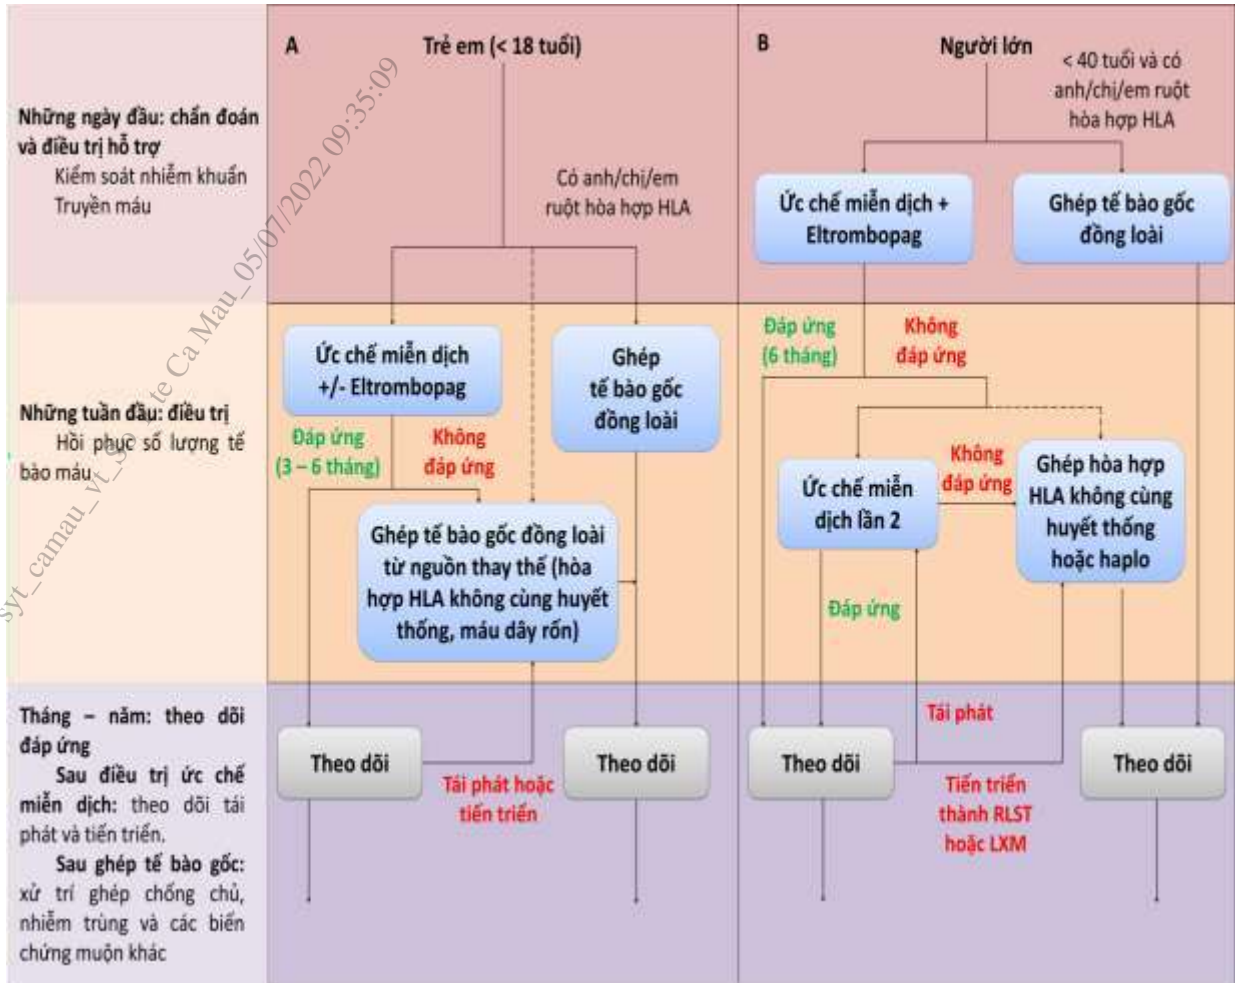 Những ngày đầu: chẩn đoán
và điều trị hỗ trợ
Kiểm soát nhiễm khuẩn
Truyền máu
Những tuần đầu: điều trị
Hồi phục số lượng tế
bào máu
Tháng – năm: theo dõi
đáp ứng
Sau điều trị ức chế
miễn dịch: theo dõi tái
phát và tiến triển.
Sau ghép tế bào gốc:
xử trí ghép chống chủ,
nhiễm trùng và các biến
chứng muộn khác
A
Trẻ em (< 18 tuổi)
Có anh/chị/em
ruột hòa hợp HLA
Ức chế miễn dịch
+/- Eltrombopag
Ghép
tế bào gốc
đồng loài
Đáp ứng
(3 – 6 tháng)
Không
đáp ứng
Ghép tế bào gốc đồng loài
từ nguồn thay thế (hòa
hợp HLA không cùng huyết
thống, máu dây rốn)
Theo dõi
Tái phát hoặc
tiến triển
Theo dõi
B
Người lớn
< 40 tuổi và có
anh/chị/em ruột
hòa hợp HLA
Ức chế miễn dịch +
Eltrombopag
Ghép tế bào gốc
đồng loài
Đáp ứng
(6 tháng)
Không
đáp ứng
Ức chế miễn
dịch lần 2
Không
đáp ứng
Ghép hòa hợp
HLA không cùng
huyết thống
hoặc haplo
Đáp ứng
Tái phát
Theo dõi
Tiến triển
thành RLST
hoặc LXM
Theo dõi
syt_camau_vt_So te Ca Mau_05/07/2022 09:35:09